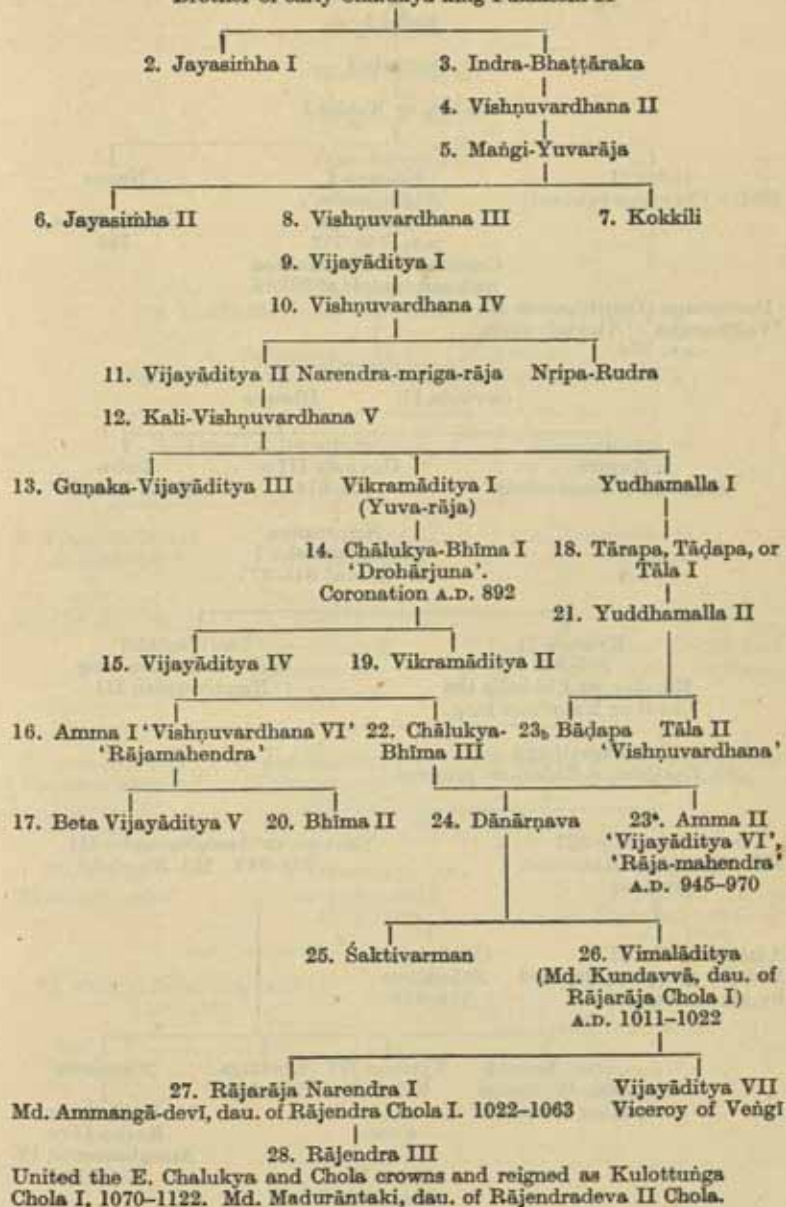 2. Jayasiṁha I 3. Indra-Bhaṭṭāraka
4. Vishṇuvardhana II
5. Maṅgi-Yuvarāja
6. Jayasiṁha II 8. Vishṇuvardhana III 7. Kokkili
9. Vijayāditya I
10. Vishṇuvardhana IV
11. Vijayāditya II Narendra-mṛiga-rāja Nṛipa-Rudra
12. Kali-Vishṇuvardhana V
13. Guṇaka-Vijayāditya III Vikramāditya I Yudhamalla I
(Yuva-rāja)
14. Chālukya-Bhīma I 18. Tārapa, Tāḍapa, or
'Drohārjuna'. Tāla I
Coronation A.D. 892
21. Yuddhamalla II
15. Vijayāditya IV 19. Vikramāditya II
16. Amma I 'Vishṇuvardhana VI' 22. Chālukya- 23b Bāḍapa Tāla II
'Rājamahendra' Bhīma III 'Vishṇuvardhana'
17. Beta Vijayāditya V 20. Bhīma II 24. Dānārṇava 23a. Amma II
'Vijayāditya VI',
'Rāja-mahendra'
A.D. 945–970
25. Śaktivarman 26. Vimalāditya
(Md. Kundavvā, dau. of
Rājarāja Chola I)
A.D. 1011–1022
27. Rājarāja Narendra I Vijayāditya VII
Md. Ammangā-devī, dau. of Rājendra Chola I. 1022–1063 Viceroy of Veṅgī
28. Rājendra III
United the E. Chalukya and Chola crowns and reigned as Kulottuṅga
Chola I, 1070–1122. Md. Madurāntaki, dau. of Rājendradeva II Chola.